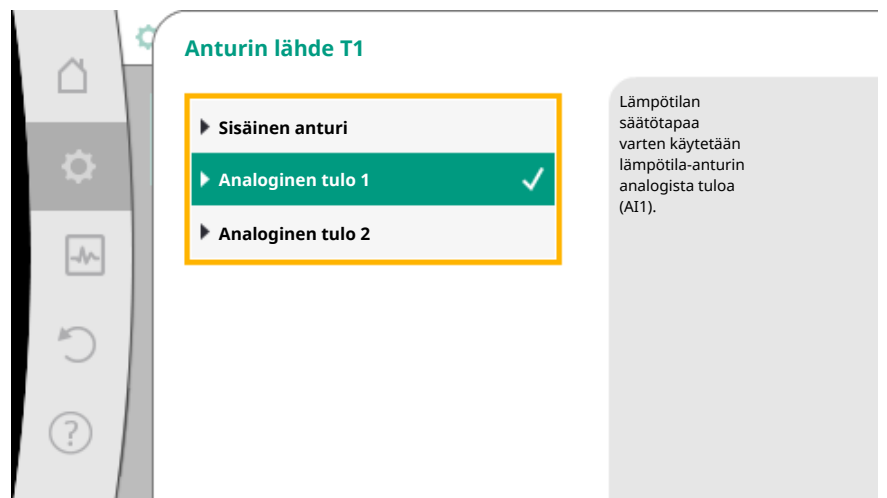 Anturin lähde T1
Sisäinen anturi
Analoginen tulo 1
Analoginen tulo 2
Lämpötilan
säätötapaa
varten käytetään
lämpötila-anturin
analogista tuloa
(AI1).